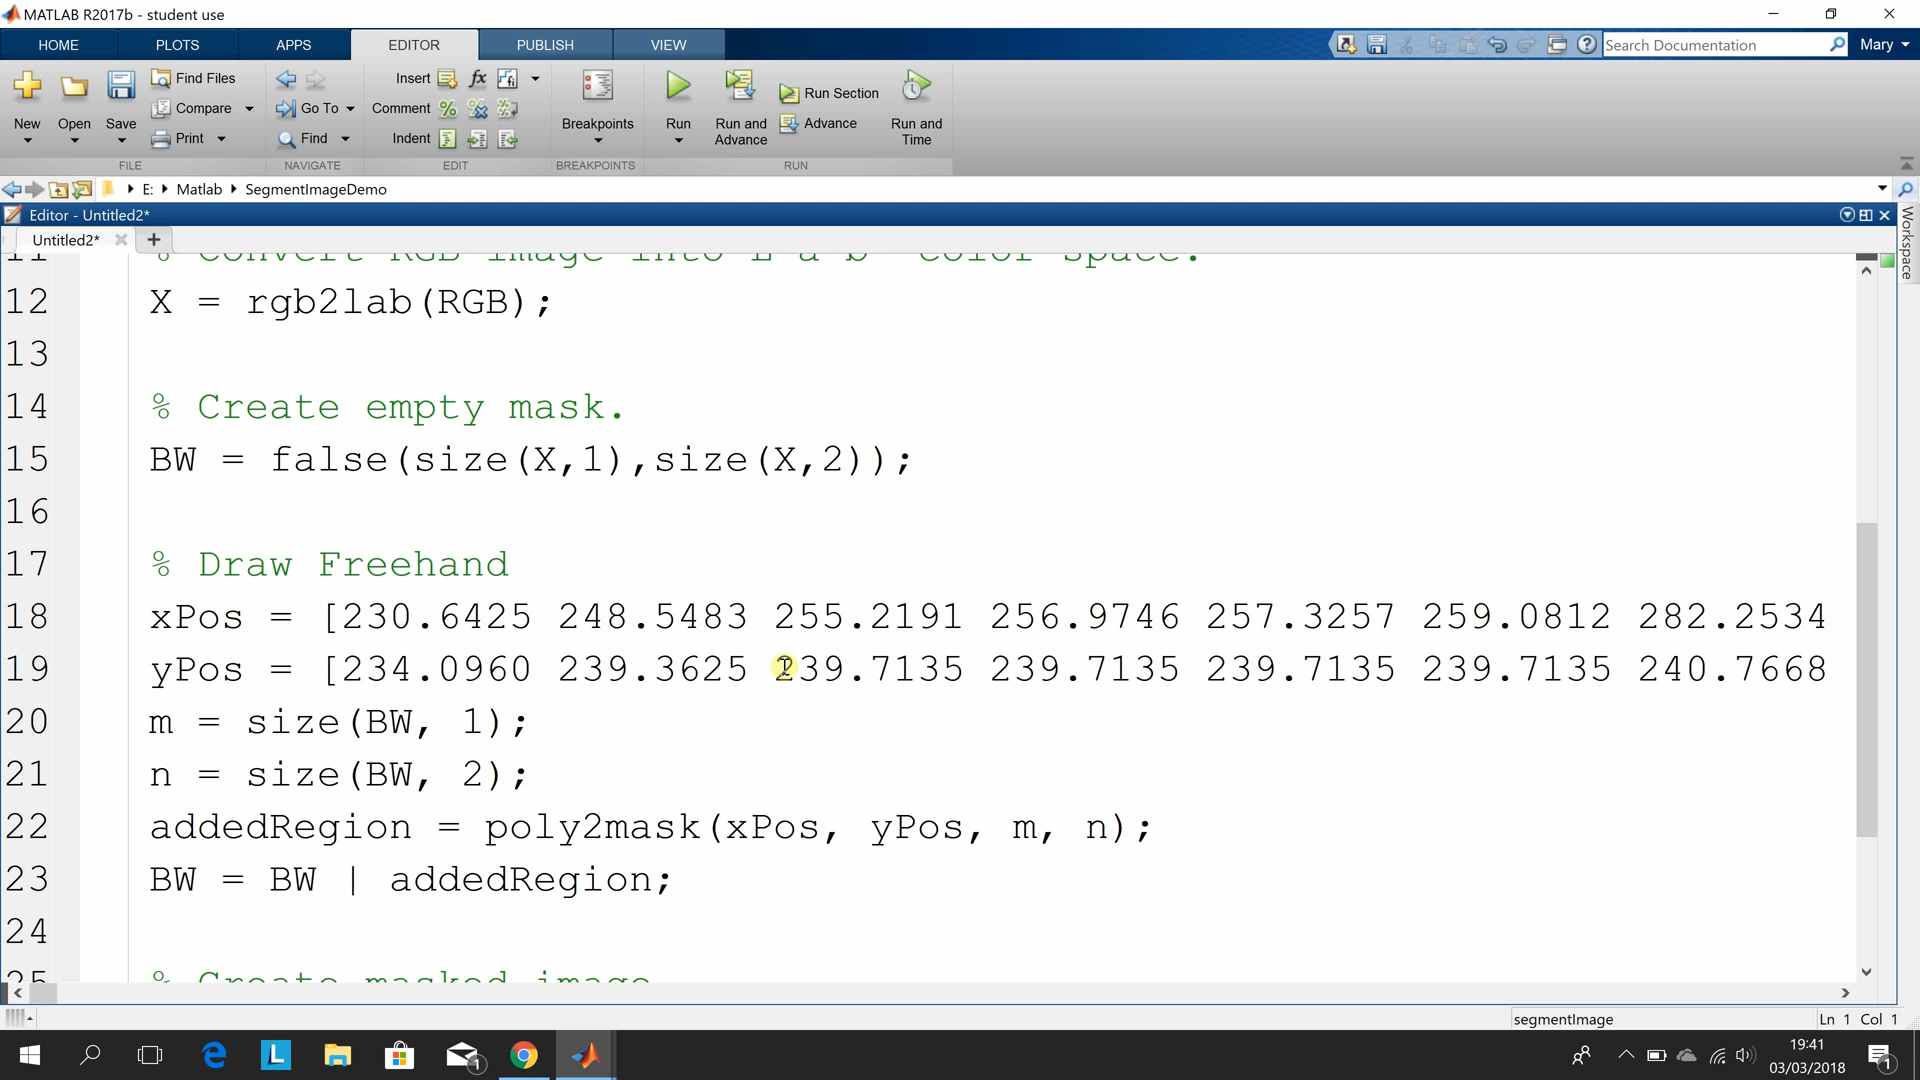 MATLAB R2017b - student use
HOME PLOTS APPS EDITOR PUBLISH VIEW Search Documentation Mary
New Open Save Find Files Compare Print Go To Find Insert Comment Indent Breakpoints Run Run and Advance Run Section Advance Run and Time
FILE NAVIGATE EDIT BREAKPOINTS RUN
E: Matlab SegmentImageDemo
Editor - Untitled2*
Untitled2*
Workspace
12 X = rgb2lab(RGB);
13
14 % Create empty mask.
15 BW = false(size(X,1),size(X,2));
16
17 % Draw Freehand
18 xPos = [230.6425 248.5483 255.2191 256.9746 257.3257 259.0812 282.2534
19 yPos = [234.0960 239.3625 239.7135 239.7135 239.7135 239.7135 240.7668
20 m = size(BW, 1);
21 n = size(BW, 2);
22 addedRegion = poly2mask(xPos, yPos, m, n);
23 BW = BW | addedRegion;
24
25 % Create masked image
segmentImage Ln 1 Col 1
19:41
03/03/2018